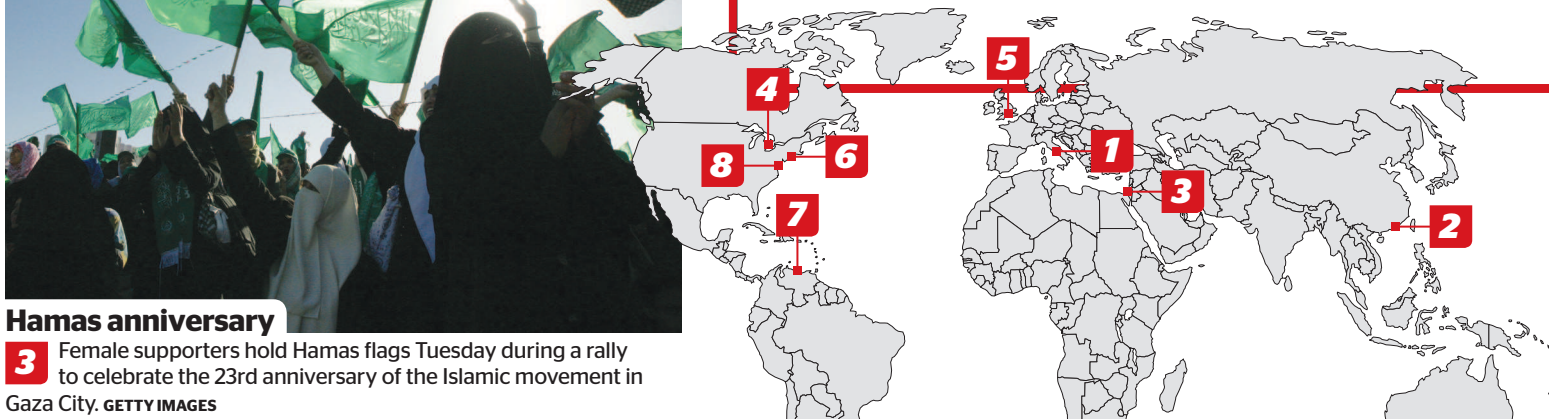 Hamas anniversary
3 Female supporters hold Hamas flags Tuesday during a rally
to celebrate the 23rd anniversary of the Islamic movement in
Gaza City. GETTY IMAGES
5
4
1
8
6
3
7
2